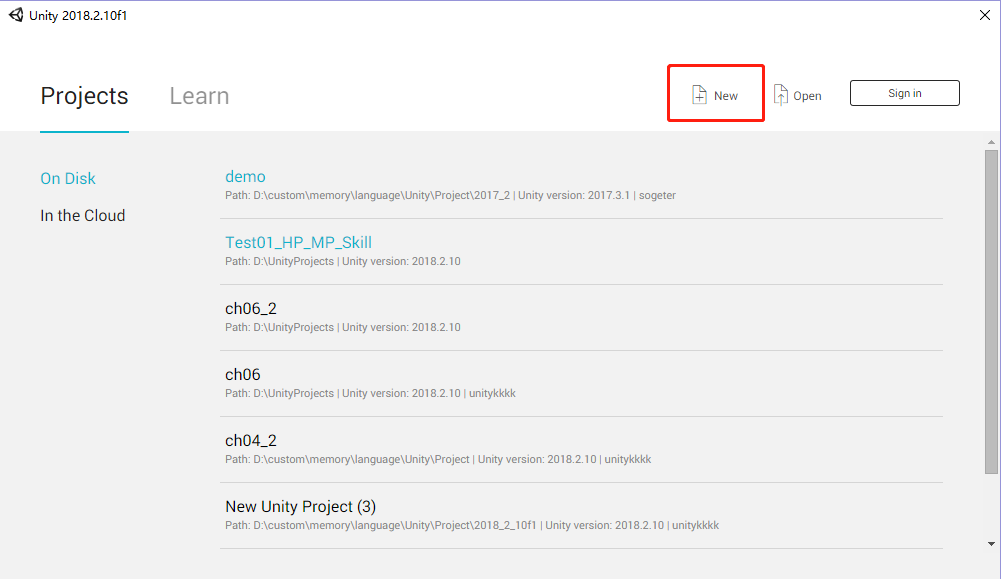 Unity 2018.2.10f1
Projects Learn New Open Sign in
On Disk
In the Cloud
demo
Path: D:\custom\memory\language\Unity\Project\2017_2 | Unity version: 2017.3.1 | sogeter
Test01_HP_MP_Skill
Path: D:\UnityProjects | Unity version: 2018.2.10
ch06_2
Path: D:\UnityProjects | Unity version: 2018.2.10
ch06
Path: D:\UnityProjects | Unity version: 2018.2.10 | unitykkkk
ch04_2
Path: D:\custom\memory\language\Unity\Project | Unity version: 2018.2.10 | unitykkkk
New Unity Project (3)
Path: D:\custom\memory\language\Unity\Project\2018_2_10f1 | Unity version: 2018.2.10 | unitykkkk